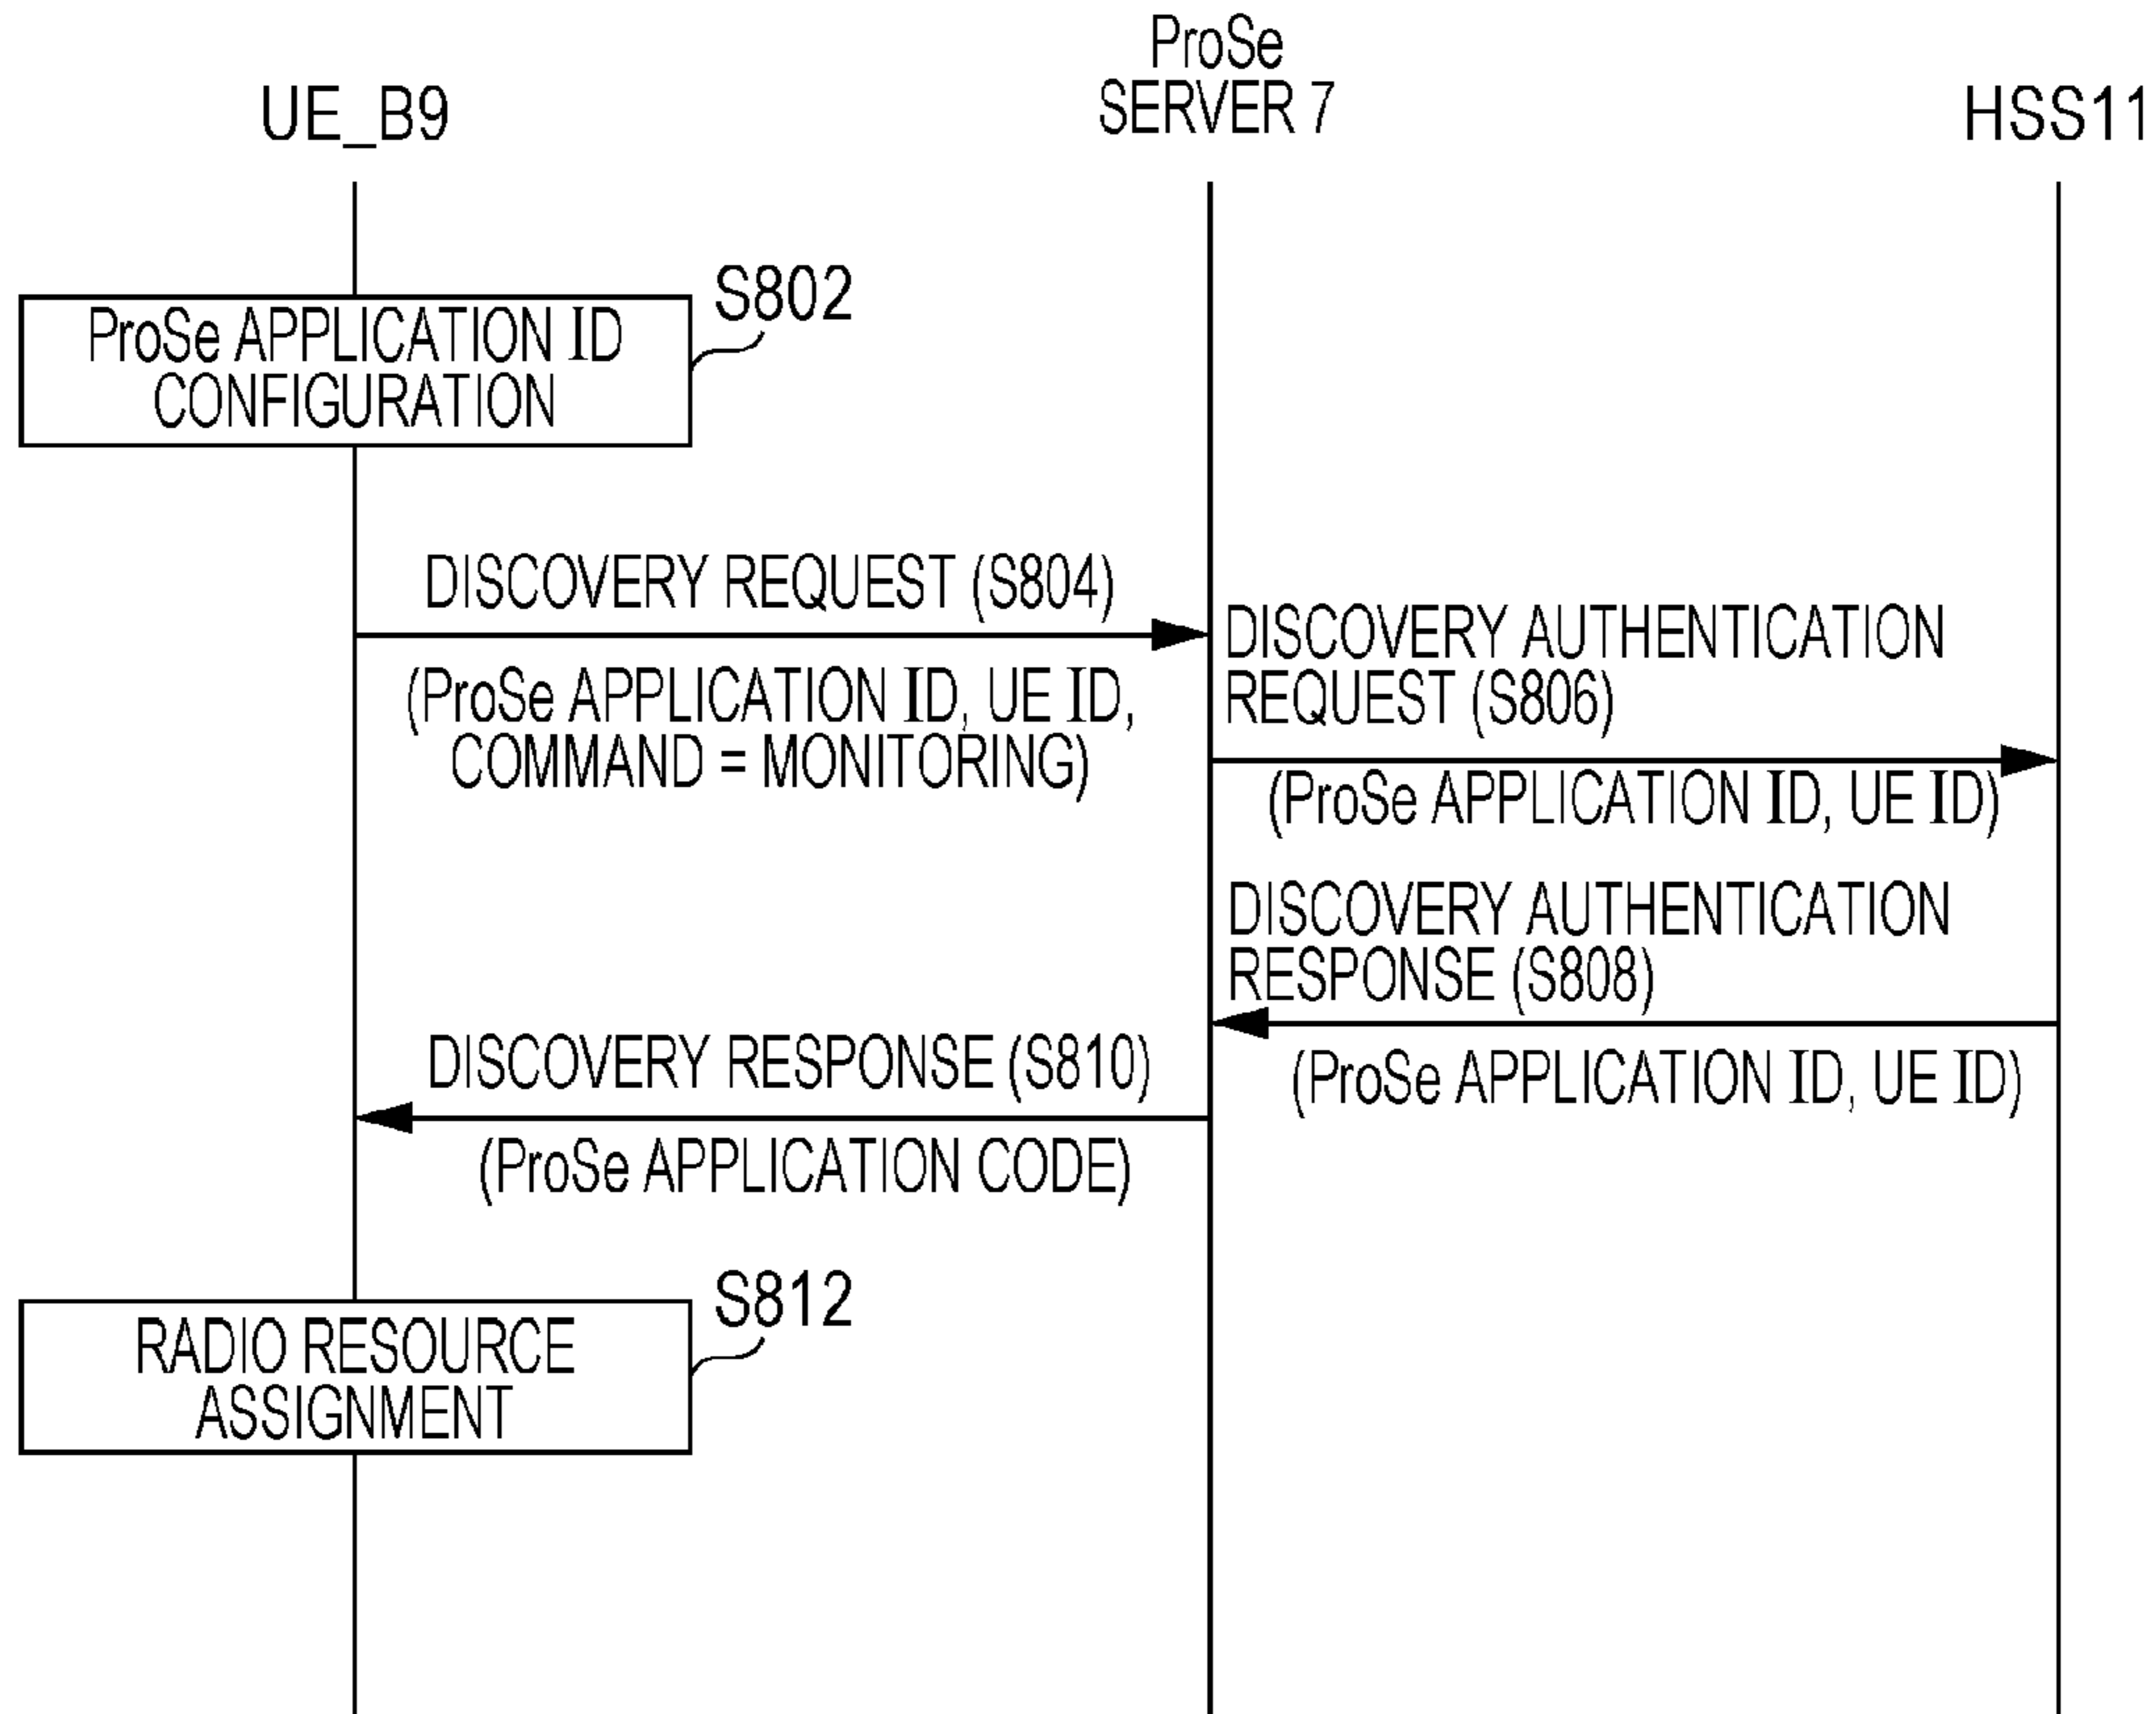 ProSe
SERVER 7
UE_B9
HSS11
S802
ProSe APPLICATION ID
CONFIGURATION
DISCOVERY REQUEST (S804)
(ProSe APPLICATION ID, UE ID,
COMMAND = MONITORING)
DISCOVERY AUTHENTICATION
REQUEST (S806)
(ProSe APPLICATION ID, UE ID)
DISCOVERY AUTHENTICATION
RESPONSE (S808)
(ProSe APPLICATION ID, UE ID)
DISCOVERY RESPONSE (S810)
(ProSe APPLICATION CODE)
S812
RADIO RESOURCE
ASSIGNMENT